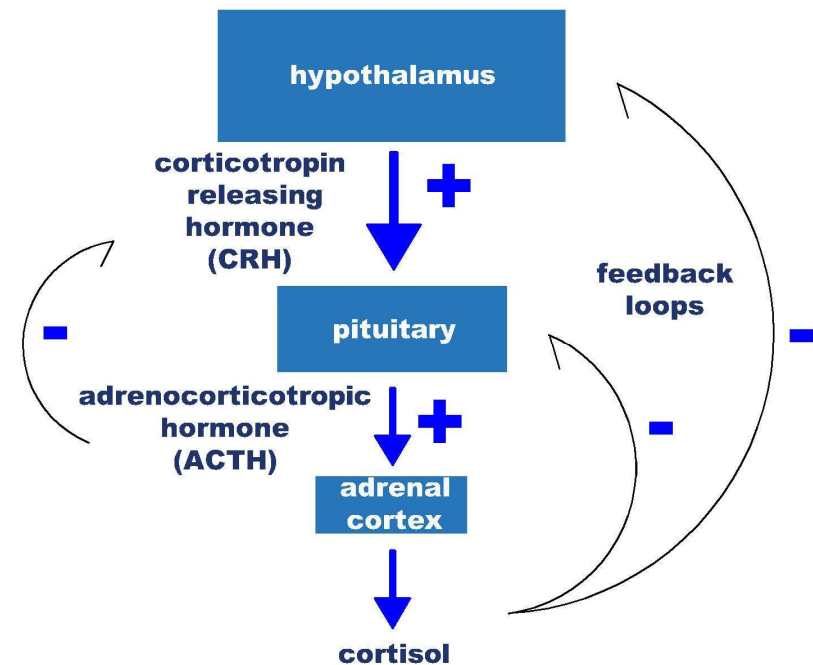 hypothalamus
corticotropin
releasing
hormone
(CRH)
+
feedback
loops
-
pituitary
-
adrenocorticotropic
hormone
(ACTH)
+
-
adrenal
cortex
cortisol